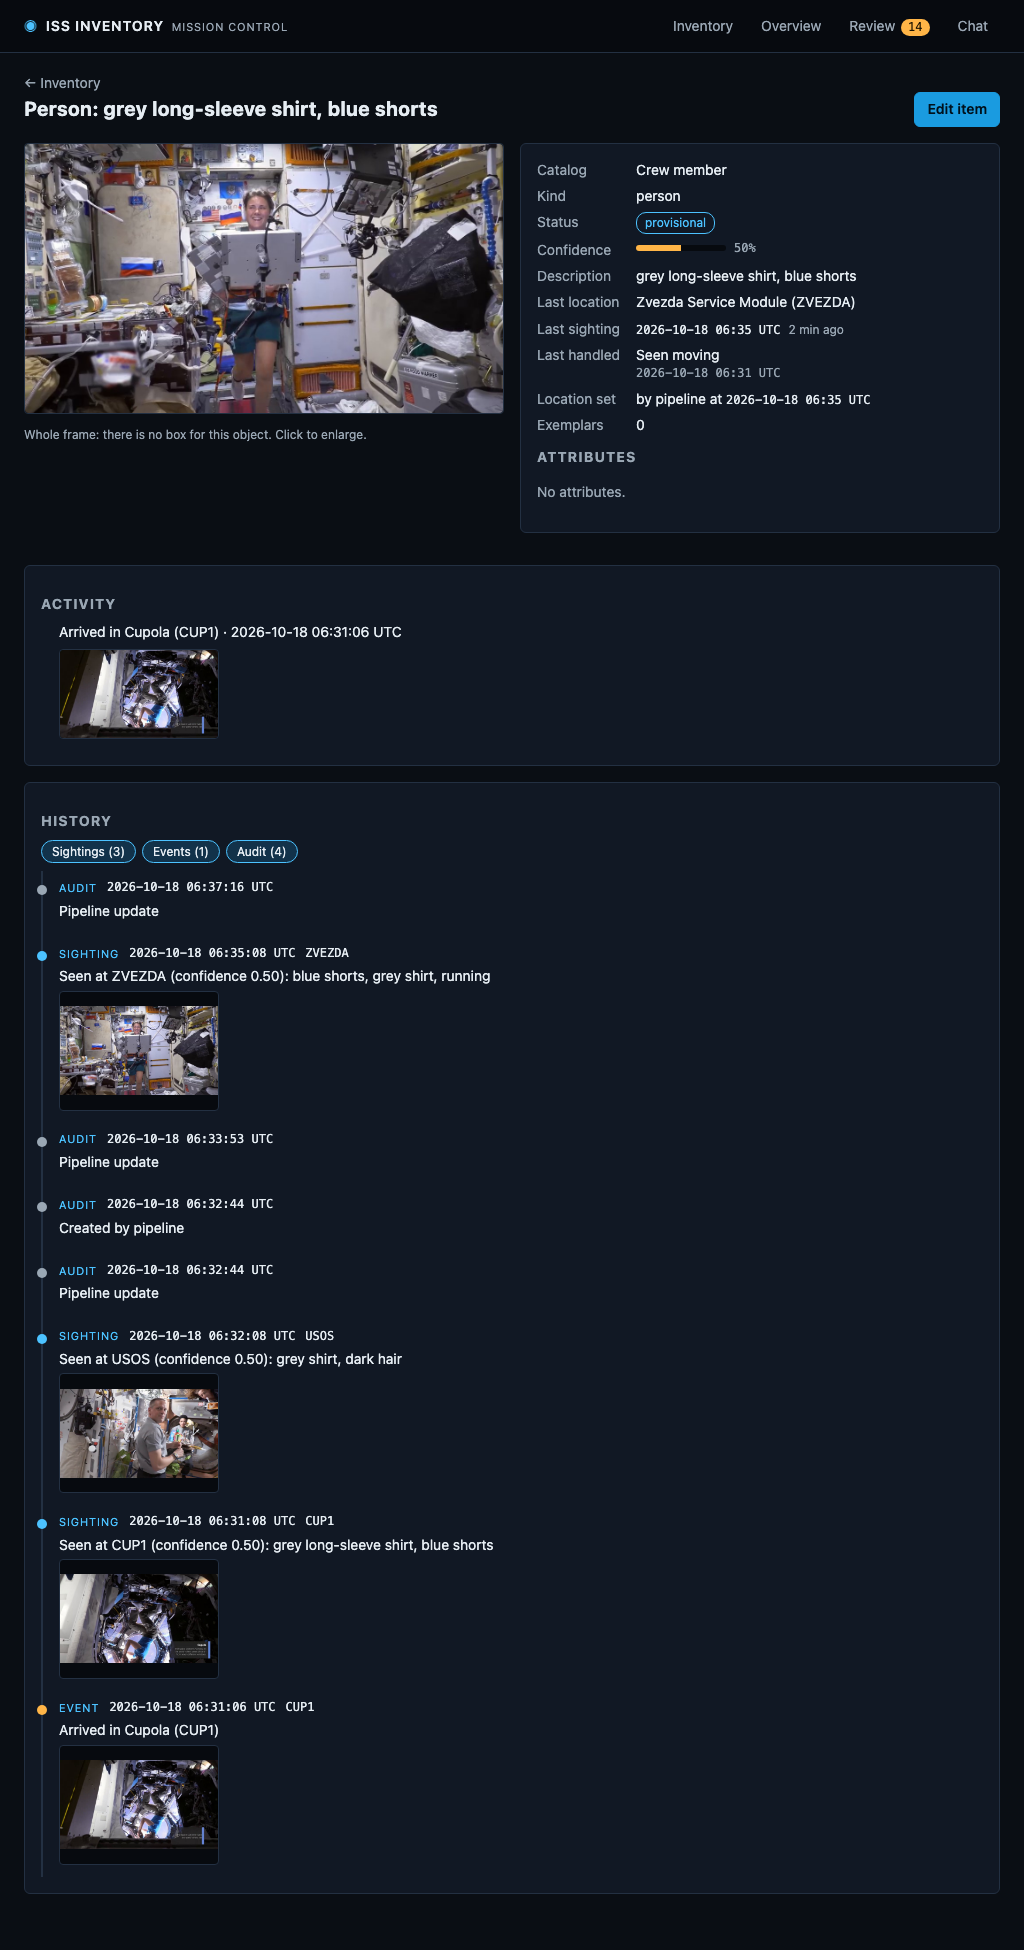 ISS INVENTORY MISSION CONTROL
Inventory Overview Review 14 Chat
← Inventory
Person: grey long-sleeve shirt, blue shorts
Edit item
Catalog Crew member
Kind person
Status provisional
Confidence 50%
Description grey long-sleeve shirt, blue shorts
Last location Zvezda Service Module (ZVEZDA)
Last sighting 2026-10-18 06:35 UTC 2 min ago
Last handled Seen moving
2026-10-18 06:31 UTC
Location set by pipeline at 2026-10-18 06:35 UTC
Exemplars 0
ATTRIBUTES
No attributes.
Whole frame: there is no box for this object. Click to enlarge.
ACTIVITY
Arrived in Cupola (CUP1) · 2026-10-18 06:31:06 UTC
HISTORY
Sightings (3) Events (1) Audit (4)
AUDIT 2026-10-18 06:37:16 UTC
Pipeline update
SIGHTING 2026-10-18 06:35:08 UTC ZVEZDA
Seen at ZVEZDA (confidence 0.50): blue shorts, grey shirt, running
AUDIT 2026-10-18 06:33:53 UTC
Pipeline update
AUDIT 2026-10-18 06:32:44 UTC
Created by pipeline
AUDIT 2026-10-18 06:32:44 UTC
Pipeline update
SIGHTING 2026-10-18 06:32:08 UTC USOS
Seen at USOS (confidence 0.50): grey shirt, dark hair
SIGHTING 2026-10-18 06:31:08 UTC CUP1
Seen at CUP1 (confidence 0.50): grey long-sleeve shirt, blue shorts
EVENT 2026-10-18 06:31:06 UTC CUP1
Arrived in Cupola (CUP1)